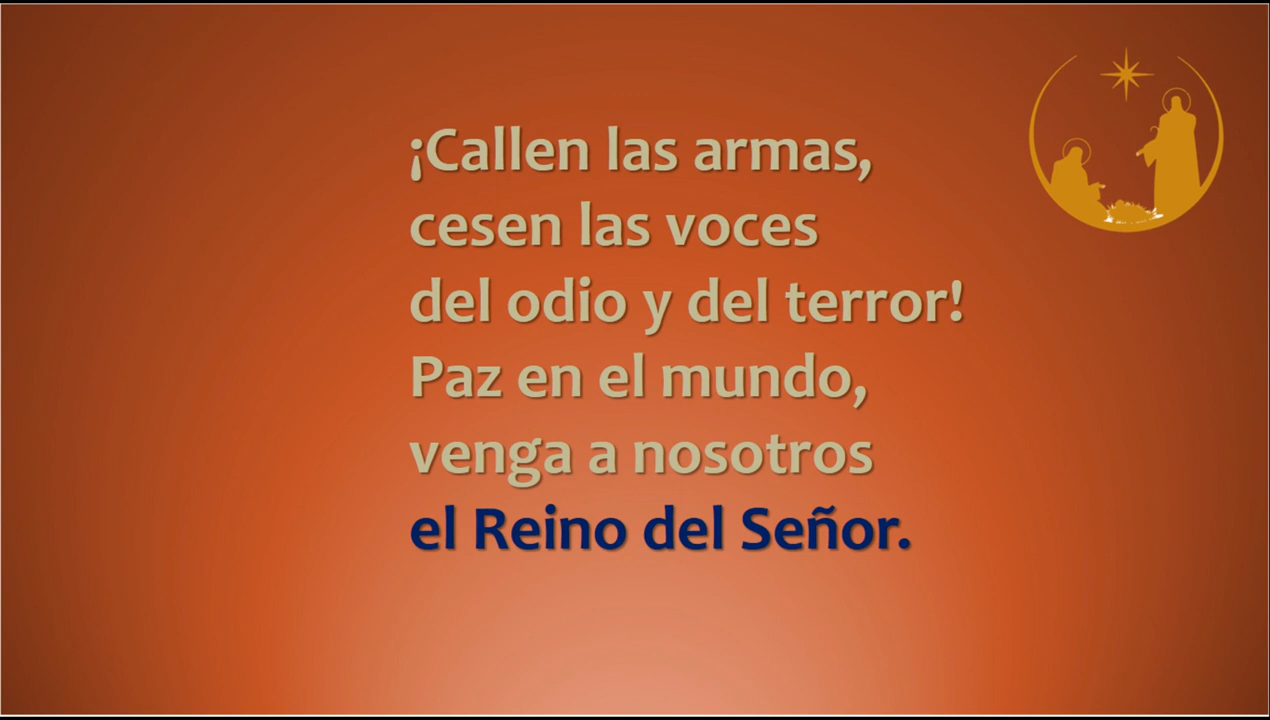 ¡Callen las armas,
cesen las voces
del odio y del terror!
Paz en el mundo,
venga a nosotros
el Reino del Señor.